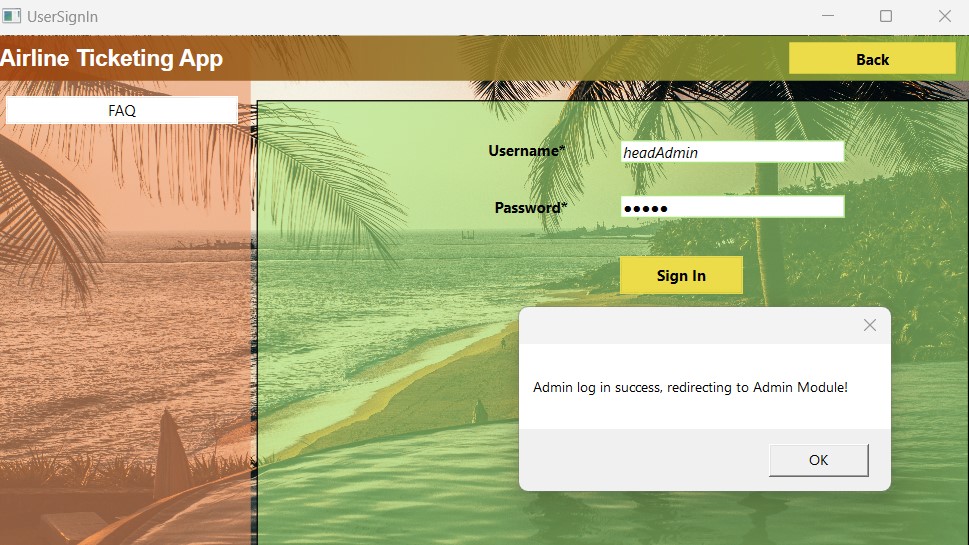 UserSignIn
Airline Ticketing App
Back
FAQ
Username*
headAdmin
Password*
●●●●●
Sign In
Admin log in success, redirecting to Admin Module!
OK